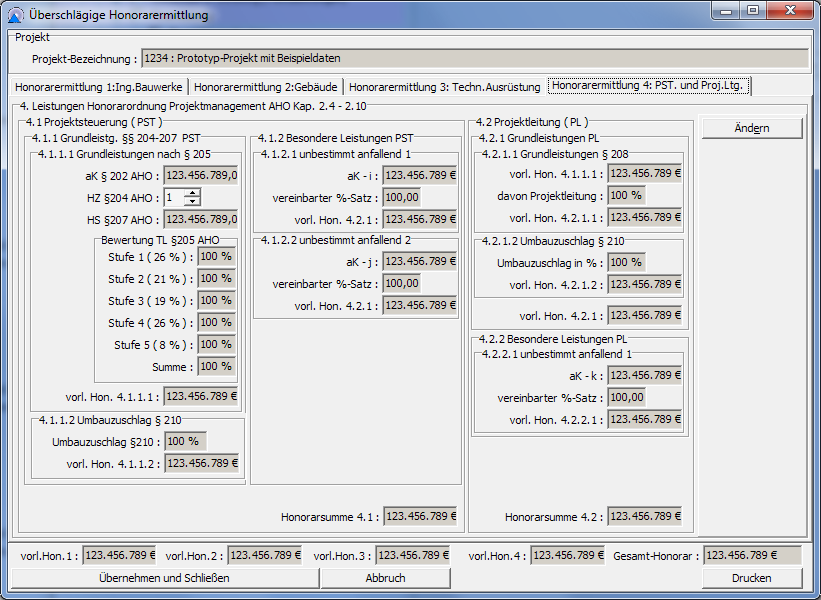 Überschlägige Honorarermittlung
Projekt
Projekt-Bezeichnung : 1234 : Prototyp-Projekt mit Beispieldaten
Honorarermittlung 1:Ing.Bauwerke Honorarermittlung 2:Gebäude Honorarermittlung 3: Techn.Ausrüstung Honorarermittlung 4: PST. und Proj.Ltg.
4. Leistungen Honorarordnung Projektmanagement AHO Kap. 2.4 - 2.10
4.1 Projektsteuerung ( PST )
4.1.1 Grundleistg. §§ 204-207 PST
4.1.1.1 Grundleistungen nach § 205
aK § 202 AHO : 123.456.789,0
HZ §204 AHO : 1
HS §207 AHO : 123.456.789,0
Bewertung TL §205 AHO
Stufe 1 ( 26 % ) : 100 %
Stufe 2 ( 21 % ) : 100 %
Stufe 3 ( 19 % ) : 100 %
Stufe 4 ( 26 % ) : 100 %
Stufe 5 ( 8 % ) : 100 %
Summe : 100 %
vorl. Hon. 4.1.1.1 : 123.456.789 €
4.1.1.2 Umbauzuschlag § 210
Umbauzuschlag §210 : 100 %
vorl. Hon. 4.1.1.2 : 123.456.789 €
4.1.2 Besondere Leistungen PST
4.1.2.1 unbestimmt anfallend 1
aK - i : 123.456.789 €
vereinbarter %-Satz : 100,00
vorl. Hon. 4.2.1 : 123.456.789 €
4.1.2.2 unbestimmt anfallend 2
aK - j : 123.456.789 €
vereinbarter %-Satz : 100,00
vorl. Hon. 4.2.1 : 123.456.789 €
Honorarsumme 4.1 : 123.456.789 €
4.2 Projektleitung ( PL )
4.2.1 Grundleistungen PL
4.2.1.1 Grundleistungen § 208
vorl. Hon. 4.1.1.1 : 123.456.789 €
davon Projektleitung : 100 %
vorl. Hon. 4.2.1.1 : 123.456.789 €
4.2.1.2 Umbauzuschlag § 210
Umbauzuschlag in % : 100 %
vorl. Hon. 4.2.1.2 : 123.456.789 €
vorl. Hon. 4.2.1 : 123.456.789 €
4.2.2 Besondere Leistungen PL
4.2.2.1 unbestimmt anfallend 1
aK - k : 123.456.789 €
vereinbarter %-Satz : 100,00
vorl. Hon. 4.2.2.1 : 123.456.789 €
Honorarsumme 4.2 : 123.456.789 €
Ändern
vorl.Hon.1 : 123.456.789 € vorl.Hon.2 : 123.456.789 € vorl.Hon.3 : 123.456.789 € vorl.Hon.4 : 123.456.789 € Gesamt-Honorar : 123.456.789 €
Übernehmen und Schließen Abbruch Drucken